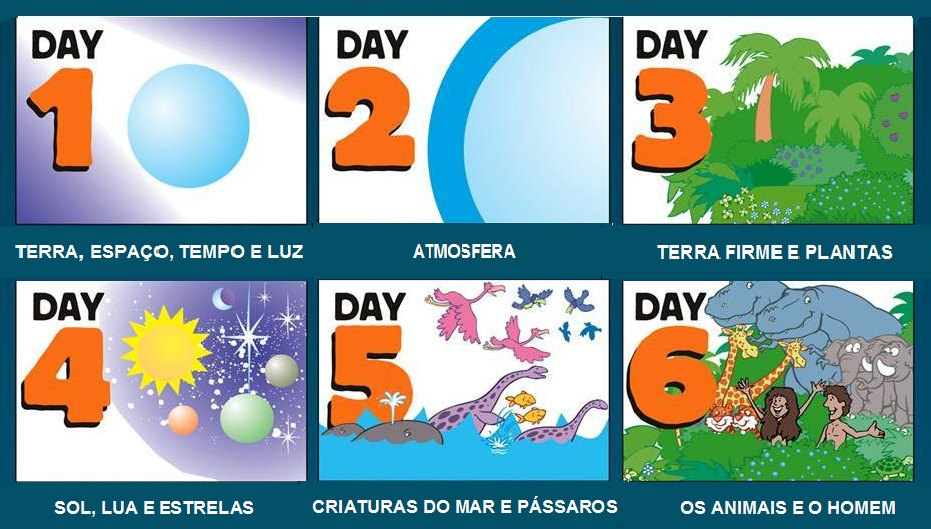 DAY
1
DAY
2
DAY
3
TERRA, ESPAÇO, TEMPO E LUZ
ATMOSFERA
TERRA FIRME E PLANTAS
DAY
4
DAY
5
DAY
6
SOL, LUA E ESTRELAS
CRIATURAS DO MAR E PÁSSAROS
OS ANIMAIS E O HOMEM